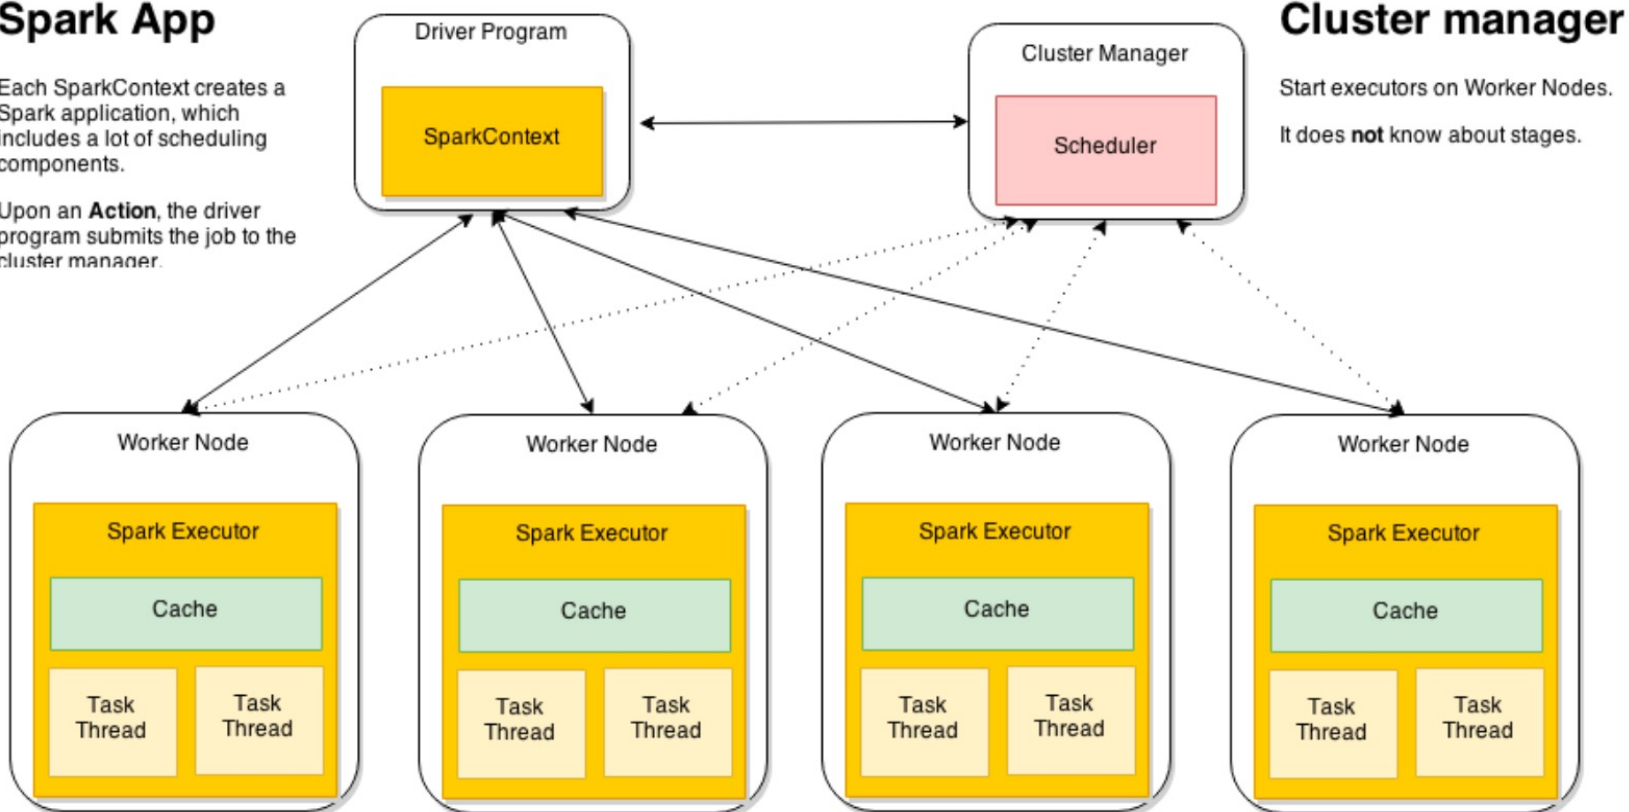 Spark App
Each SparkContext creates a
Spark application, which
includes a lot of scheduling
components.
Upon an Action, the driver
program submits the job to the
cluster manager.
Driver Program
SparkContext
Cluster Manager
Scheduler
Cluster manager
Start executors on Worker Nodes.
It does not know about stages.
Worker Node
Spark Executor
Cache
Task
Thread
Task
Thread
Worker Node
Spark Executor
Cache
Task
Thread
Task
Thread
Worker Node
Spark Executor
Cache
Task
Thread
Task
Thread
Worker Node
Spark Executor
Cache
Task
Thread
Task
Thread